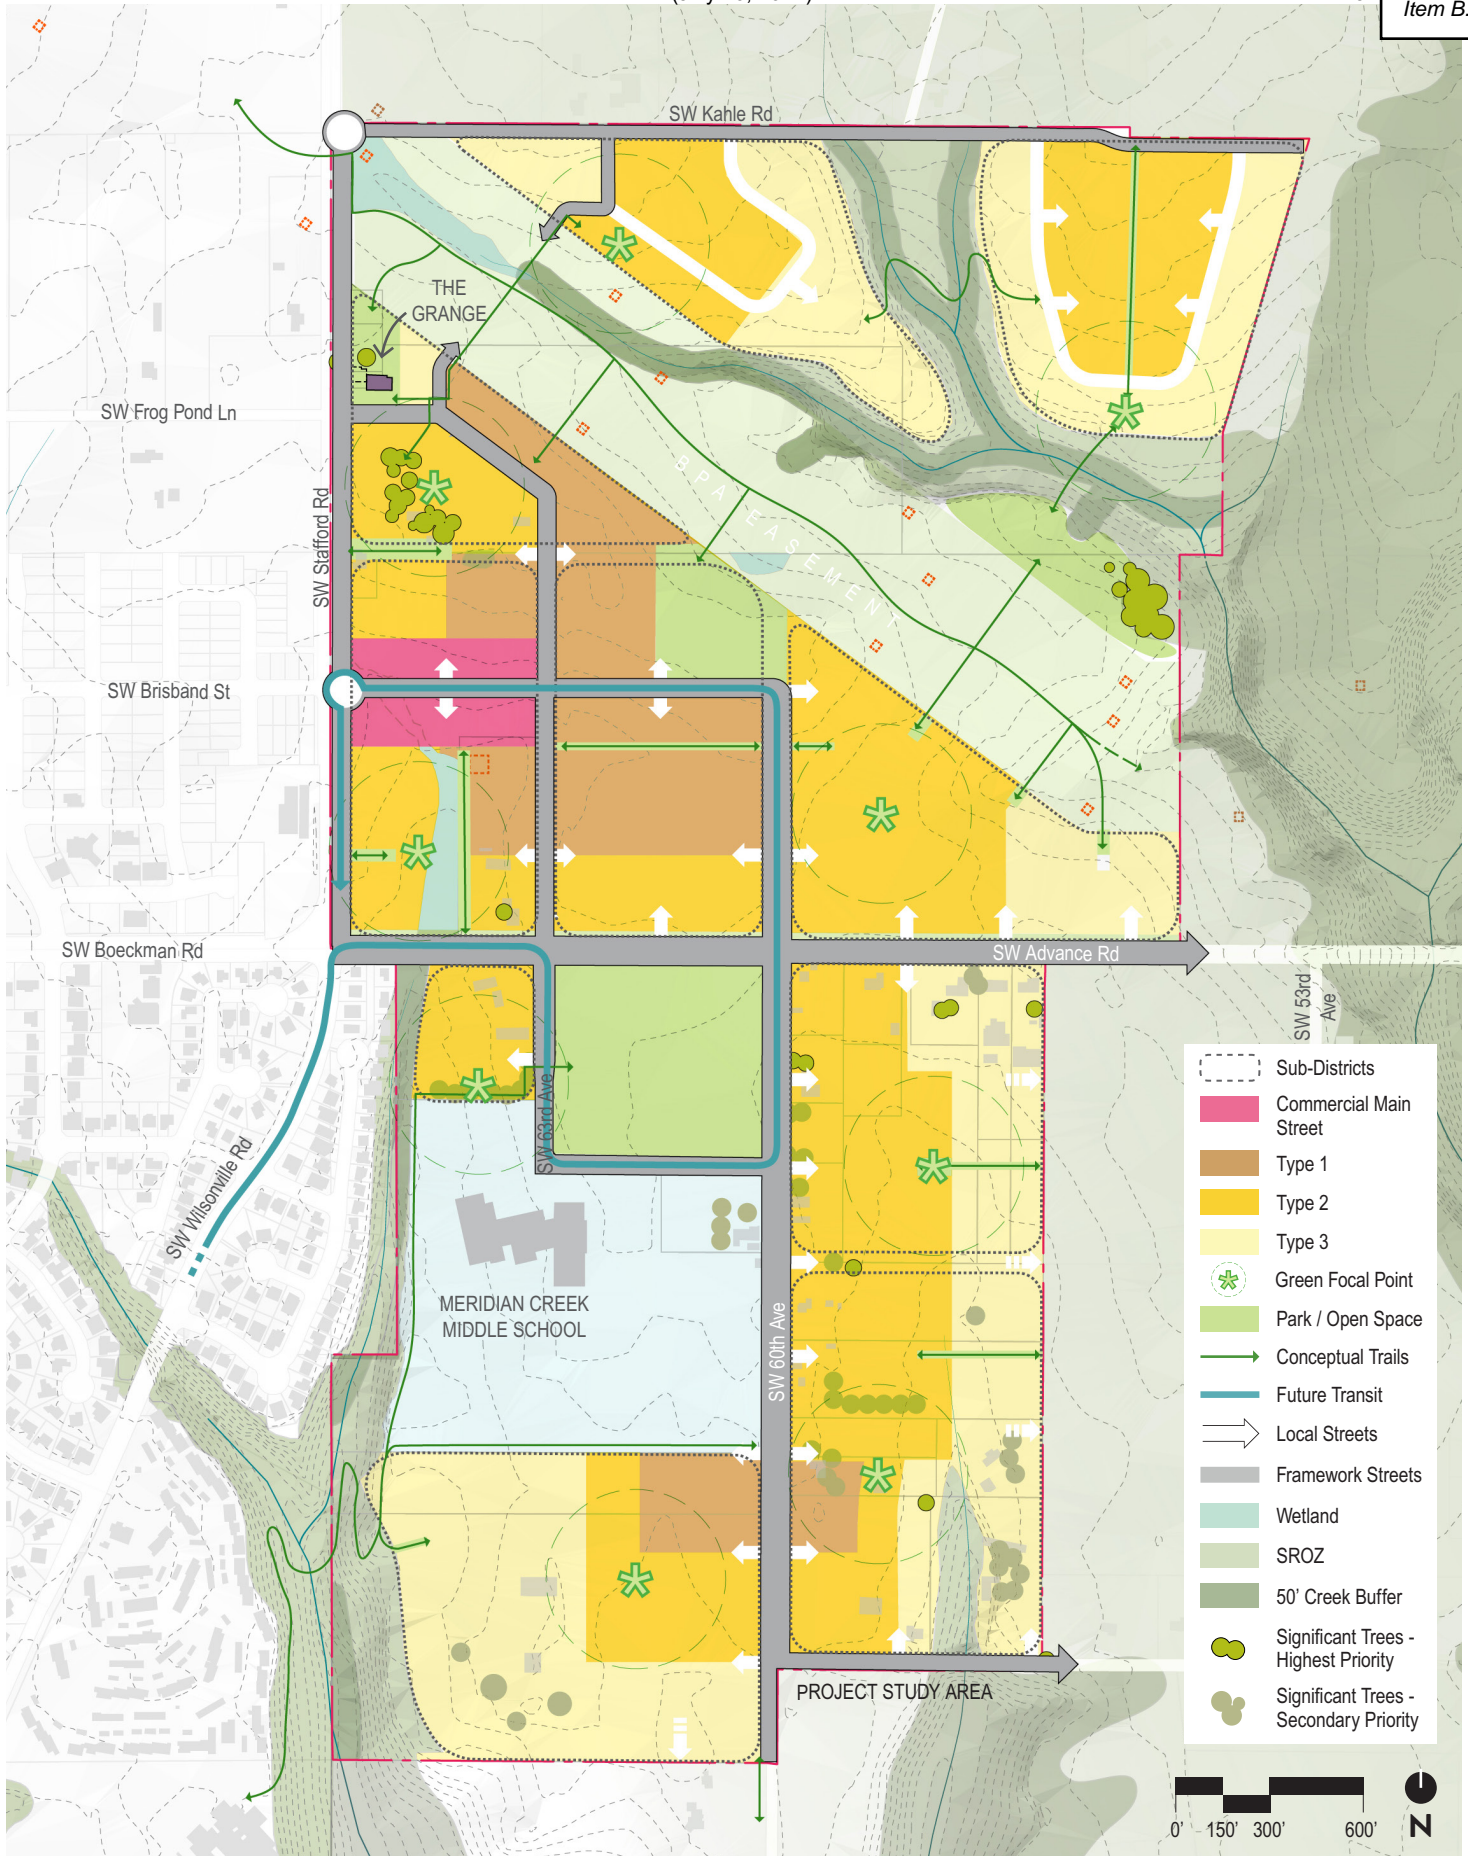 Item B.
SW Kahle Rd
THE
GRANGE
SW Frog Pond Ln
SW Stafford Rd
BPA EASEMENT
SW Brisband St
SW Boeckman Rd
SW Advance Rd
SW 53rd
Ave
SW 63rd Ave
SW Wilsonville Rd
MERIDIAN CREEK
MIDDLE SCHOOL
SW 60th Ave
PROJECT STUDY AREA
Sub-Districts
Commercial Main
Street
Type 1
Type 2
Type 3
Green Focal Point
Park / Open Space
Conceptual Trails
Future Transit
Local Streets
Framework Streets
Wetland
SROZ
50' Creek Buffer
Significant Trees -
Highest Priority
Significant Trees -
Secondary Priority
0' 150' 300' 600'
N